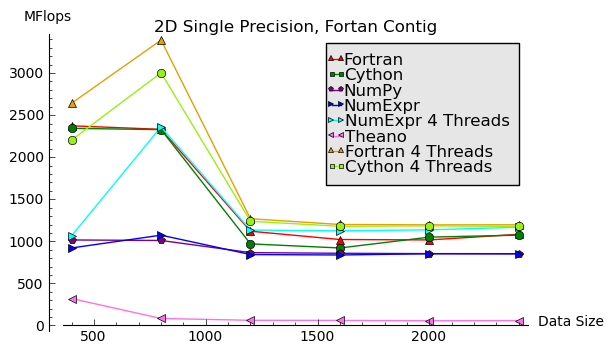 MFlops
2D Single Precision, Fortan Contig
3000
2500
2000
1500
1000
500
0
Fortran
Cython
NumPy
NumExpr
NumExpr 4 Threads
Theano
Fortran 4 Threads
Cython 4 Threads
500 1000 1500 2000
Data Size